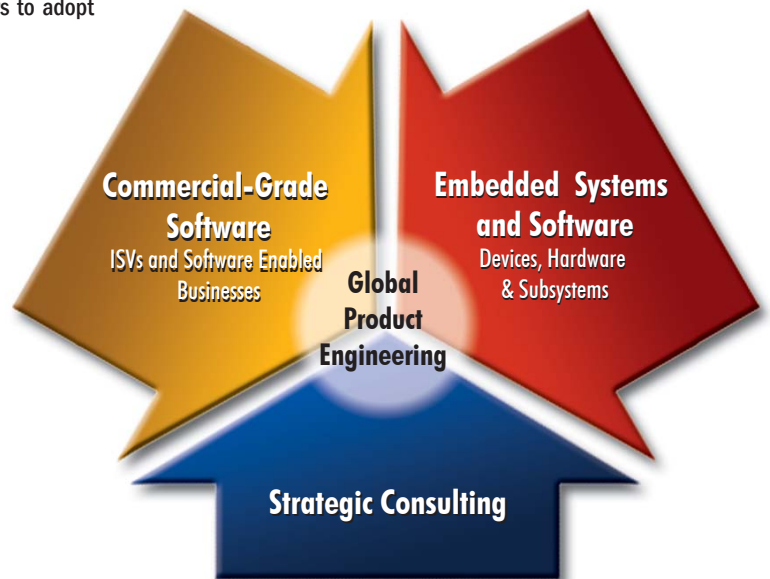 s to adopt
Commercial-Grade
Software
ISVs and Software Enabled
Businesses
Embedded Systems
and Software
Devices, Hardware
& Subsystems
Global
Product
Engineering
Strategic Consulting